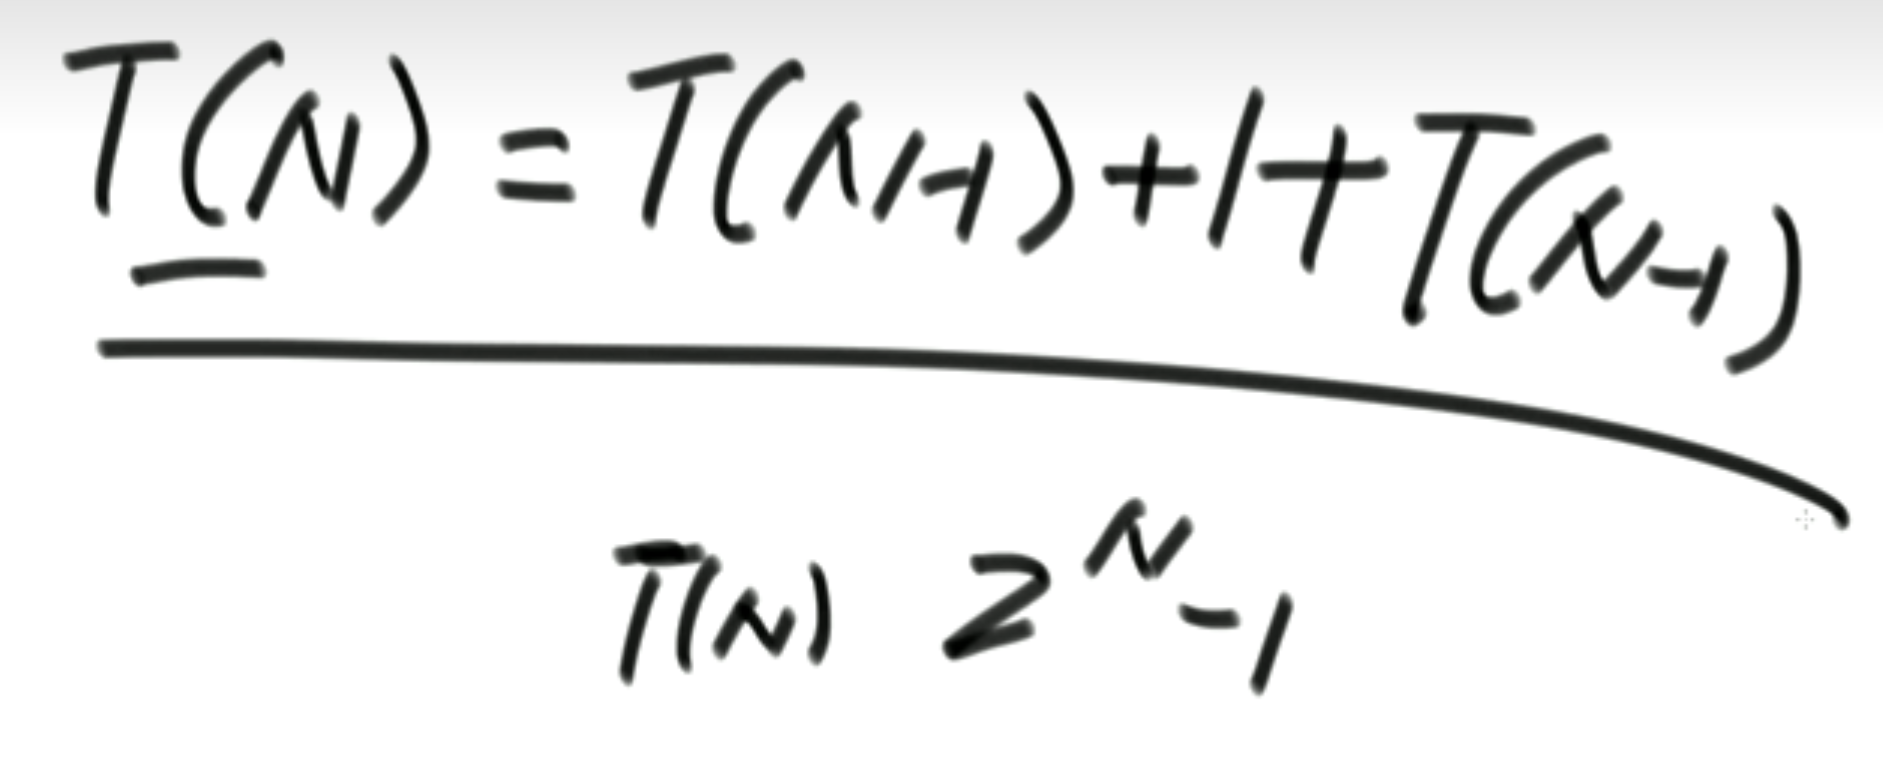 T(N) = T(N-1) + 1 + T(N-1)
T(N) 2^N - 1